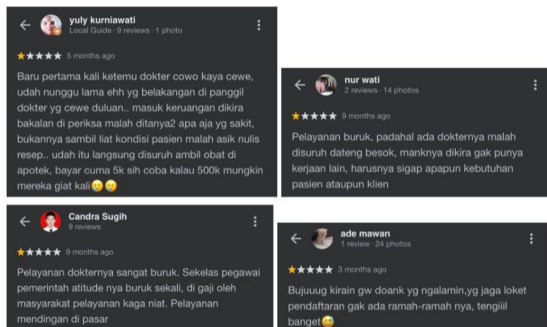 yuly kurniawati
Local Guide · 9 reviews · 1 photo
5 months ago
Baru pertama kali ketemu dokter cowo kaya cewe,
udah nunggu lama ehh yg belakangan di panggil
dokter yg cewe duluan.. masuk keruangan dikira
bakalan di periksa malah ditanya2 apa aja yg sakit,
bukannya sambil liat kondisi pasien malah asik nulis
resep.. udah itu langsung disuruh ambil obat di
apotek, bayar cuma 5k sih coba kalau 500k mungkin
mereka giat kali🥲🥲
nur wati
2 reviews · 14 photos
9 months ago
Pelayanan buruk, padahal ada dokternya malah
disuruh dateng besok, manknya dikira gak punya
kerjaan lain, harusnya sigap apapun kebutuhan
pasien ataupun klien
Candra Sugih
9 reviews
9 months ago
Pelayanan dokternya sangat buruk. Sekelas pegawai
pemerintah atitude nya buruk sekali, di gaji oleh
masyarakat pelayanan kaga niat. Pelayanan
mendingan di pasar
ade mawan
1 review · 24 photos
3 months ago
Bujuuug kirain gw doank yg ngalamin,yg jaga loket
pendaftaran gak ada ramah-ramah nya, tengiiil
banget😅